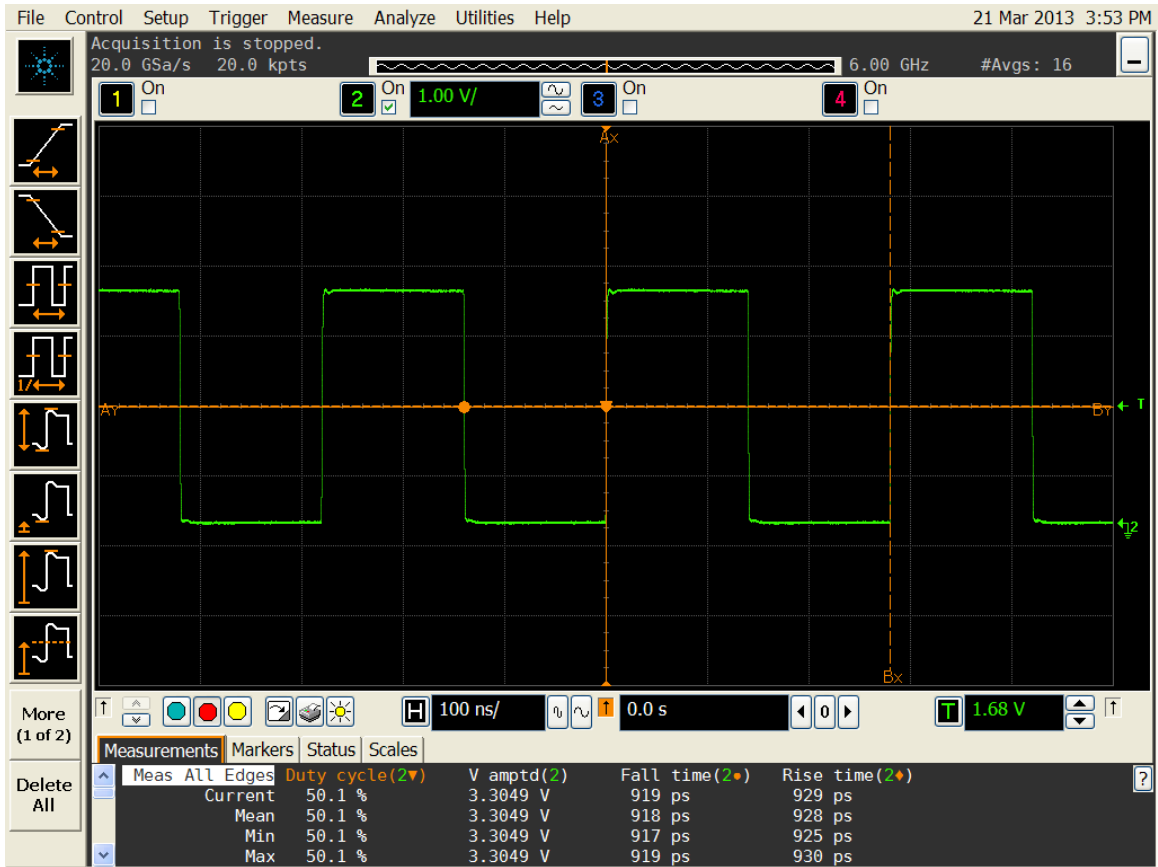 File Control Setup Trigger Measure Analyze Utilities Help 21 Mar 2013 3:53 PM
Acquisition is stopped.
20.0 GSa/s 20.0 kpts 6.00 GHz #Avgs: 16
1 On 2 On 1.00 V/ 3 On 4 On
Ax
1/
AY BY T
2
Bx
More
(1 of 2)
H 100 ns/ 0.0 s 0 T 1.68 V
Measurements Markers Status Scales
Delete
All
Meas All Edges Duty cycle(2▼) V amptd(2) Fall time(2●) Rise time(2♦) ?
Current 50.1 % 3.3049 V 919 ps 929 ps
Mean 50.1 % 3.3049 V 918 ps 928 ps
Min 50.1 % 3.3049 V 917 ps 925 ps
Max 50.1 % 3.3049 V 919 ps 930 ps